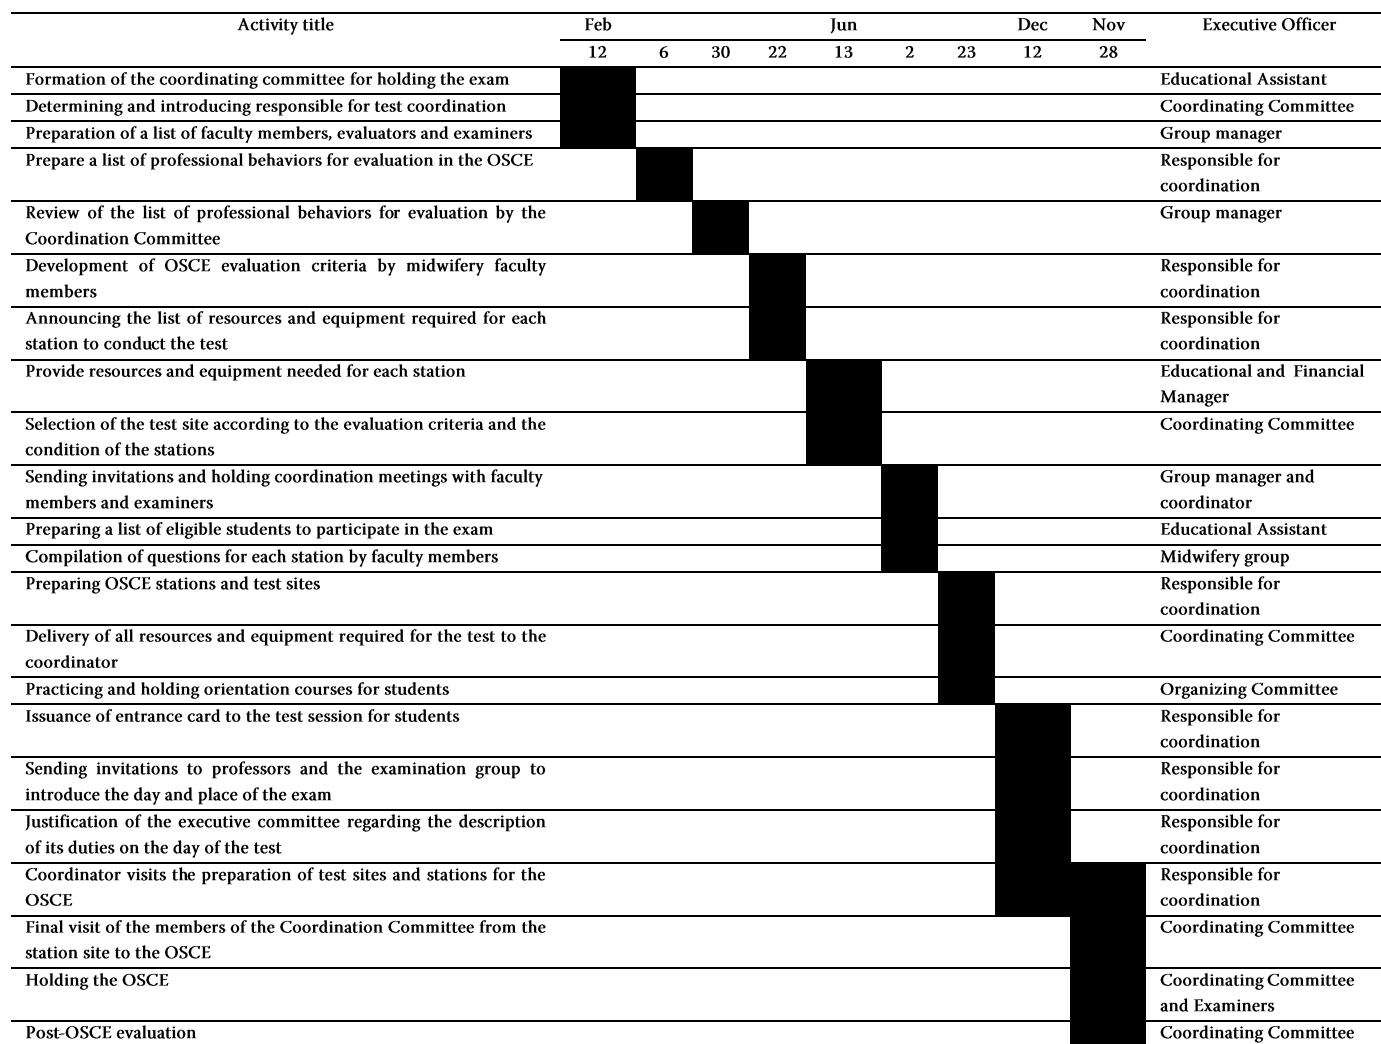 Activity title Feb Jun Dec Nov Executive Officer
12 6 30 22 13 2 23 12 28
Formation of the coordinating committee for holding the exam Educational Assistant
Determining and introducing responsible for test coordination Coordinating Committee
Preparation of a list of faculty members, evaluators and examiners Group manager
Prepare a list of professional behaviors for evaluation in the OSCE Responsible for
coordination
Review of the list of professional behaviors for evaluation by the Group manager
Coordination Committee
Development of OSCE evaluation criteria by midwifery faculty Responsible for
members coordination
Announcing the list of resources and equipment required for each Responsible for
station to conduct the test coordination
Provide resources and equipment needed for each station Educational and Financial
Manager
Selection of the test site according to the evaluation criteria and the Coordinating Committee
condition of the stations
Sending invitations and holding coordination meetings with faculty Group manager and
members and examiners coordinator
Preparing a list of eligible students to participate in the exam Educational Assistant
Compilation of questions for each station by faculty members Midwifery group
Preparing OSCE stations and test sites Responsible for
coordination
Delivery of all resources and equipment required for the test to the Coordinating Committee
coordinator
Practicing and holding orientation courses for students Organizing Committee
Issuance of entrance card to the test session for students Responsible for
coordination
Sending invitations to professors and the examination group to Responsible for
introduce the day and place of the exam coordination
Justification of the executive committee regarding the description Responsible for
of its duties on the day of the test coordination
Coordinator visits the preparation of test sites and stations for the Responsible for
OSCE coordination
Final visit of the members of the Coordination Committee from the Coordinating Committee
station site to the OSCE
Holding the OSCE Coordinating Committee
and Examiners
Post-OSCE evaluation Coordinating Committee